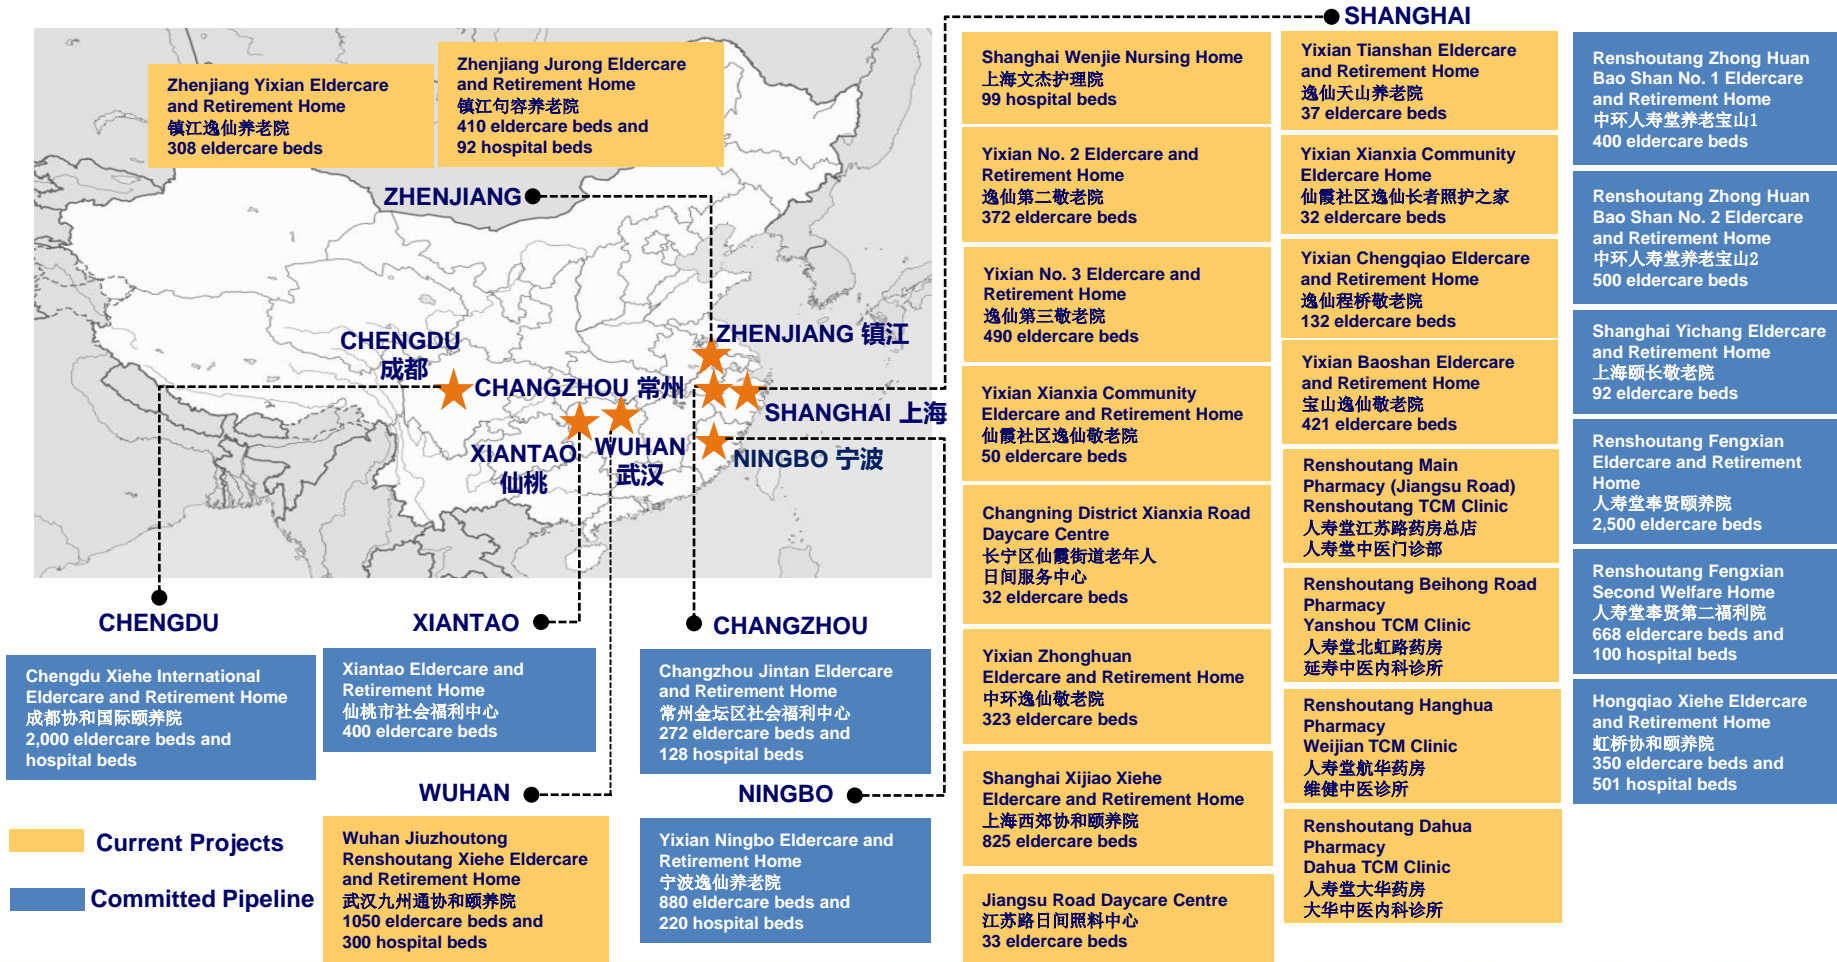 SHANGHAI
Zhenjiang Yixian Eldercare
and Retirement Home
镇江逸仙养老院
308 eldercare beds
Zhenjiang Jurong Eldercare
and Retirement Home
镇江句容养老院
410 eldercare beds and
92 hospital beds
ZHENJIANG
ZHENJIANG 镇江
CHENGDU
成都
CHANGZHOU 常州
SHANGHAI 上海
XIANTAO
仙桃
WUHAN
武汉
NINGBO 宁波
CHENGDU
Chengdu Xiehe International
Eldercare and Retirement Home
成都协和国际颐养院
2,000 eldercare beds and
hospital beds
XIANTAO
Xiantao Eldercare and
Retirement Home
仙桃市社会福利中心
400 eldercare beds
CHANGZHOU
Changzhou Jintan Eldercare
and Retirement Home
常州金坛区社会福利中心
272 eldercare beds and
128 hospital beds
WUHAN
Wuhan Jiuzhoutong
Renshoutang Xiehe Eldercare
and Retirement Home
武汉九州通协和颐养院
1050 eldercare beds and
300 hospital beds
NINGBO
Yixian Ningbo Eldercare and
Retirement Home
宁波逸仙养老院
880 eldercare beds and
220 hospital beds
Current Projects
Committed Pipeline
Shanghai Wenjie Nursing Home
上海文杰护理院
99 hospital beds
Yixian No. 2 Eldercare and
Retirement Home
逸仙第二敬老院
372 eldercare beds
Yixian No. 3 Eldercare and
Retirement Home
逸仙第三敬老院
490 eldercare beds
Yixian Xianxia Community
Eldercare and Retirement Home
仙霞社区逸仙敬老院
50 eldercare beds
Changning District Xianxia Road
Daycare Centre
长宁区仙霞街道老年人
日间服务中心
32 eldercare beds
Yixian Zhonghuan
Eldercare and Retirement Home
中环逸仙敬老院
323 eldercare beds
Shanghai Xijiao Xiehe
Eldercare and Retirement Home
上海西郊协和颐养院
825 eldercare beds
Jiangsu Road Daycare Centre
江苏路日间照料中心
33 eldercare beds
Yixian Tianshan Eldercare
and Retirement Home
逸仙天山养老院
37 eldercare beds
Yixian Xianxia Community
Eldercare Home
仙霞社区逸仙长者照护之家
32 eldercare beds
Yixian Chengqiao Eldercare
and Retirement Home
逸仙程桥敬老院
132 eldercare beds
Yixian Baoshan Eldercare
and Retirement Home
宝山逸仙敬老院
421 eldercare beds
Renshoutang Main
Pharmacy (Jiangsu Road)
Renshoutang TCM Clinic
人寿堂江苏路药房总店
人寿堂中医门诊部
Renshoutang Beihong Road
Pharmacy
Yanshou TCM Clinic
人寿堂北虹路药房
延寿中医内科诊所
Renshoutang Hanghua
Pharmacy
Weijian TCM Clinic
人寿堂航华药房
维健中医诊所
Renshoutang Dahua
Pharmacy
Dahua TCM Clinic
人寿堂大华药房
大华中医内科诊所
Renshoutang Zhong Huan
Bao Shan No. 1 Eldercare
and Retirement Home
中环人寿堂养老宝山1
400 eldercare beds
Renshoutang Zhong Huan
Bao Shan No. 2 Eldercare
and Retirement Home
中环人寿堂养老宝山2
500 eldercare beds
Shanghai Yichang Eldercare
and Retirement Home
上海颐长敬老院
92 eldercare beds
Renshoutang Fengxian
Eldercare and Retirement
Home
人寿堂奉贤颐养院
2,500 eldercare beds
Renshoutang Fengxian
Second Welfare Home
人寿堂奉贤第二福利院
668 eldercare beds and
100 hospital beds
Hongqiao Xiehe Eldercare
and Retirement Home
虹桥协和颐养院
350 eldercare beds and
501 hospital beds